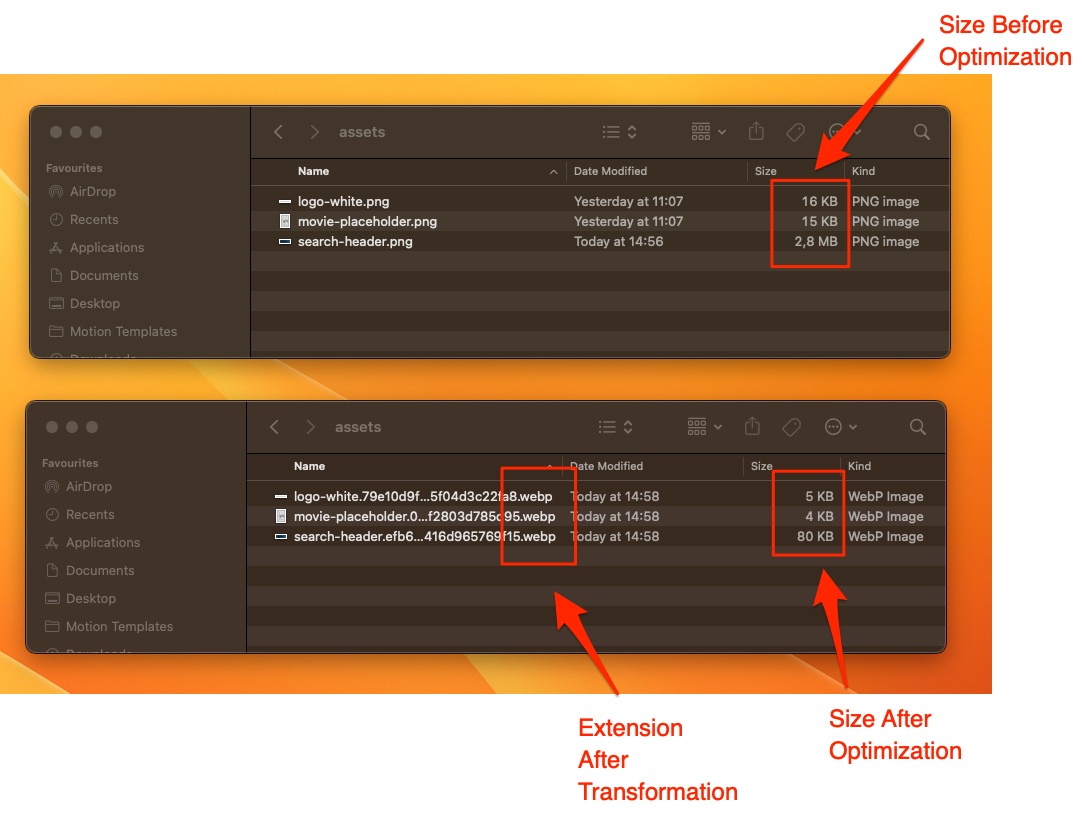 Size Before
Optimization
assets
Favourites
AirDrop
Recents
Applications
Documents
Desktop
Motion Templates
Downloads
Name Date Modified Size Kind
logo-white.png Yesterday at 11:07 16 KB PNG image
movie-placeholder.png Yesterday at 11:07 15 KB PNG image
search-header.png Today at 14:56 2,8 MB PNG image
assets
Favourites
AirDrop
Recents
Applications
Documents
Desktop
Motion Templates
Downloads
Name Date Modified Size Kind
logo-white.79e10d9f...5f04d3c22fa8.webp Today at 14:58 5 KB WebP Image
movie-placeholder.0...f2803d785d95.webp Today at 14:58 4 KB WebP Image
search-header.efb6...416d965769f15.webp Today at 14:58 80 KB WebP Image
Extension
After
Transformation
Size After
Optimization